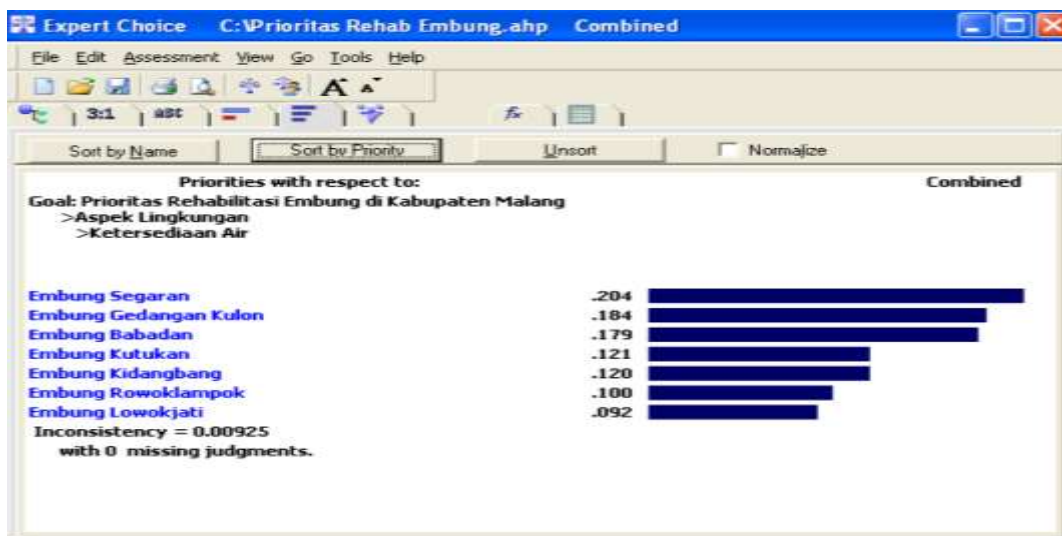 Expert Choice C:\Prioritas Rehab Embung.ahp Combined
File Edit Assessment View Go Tools Help
A A
3:1 ABC fx
Sort by Name Sort by Priority Unsort Normalize
Priorities with respect to: Combined
Goal: Prioritas Rehabilitasi Embung di Kabupaten Malang
>Aspek Lingkungan
>Ketersediaan Air
Embung Segaran .204
Embung Gedangan Kulon .184
Embung Babadan .179
Embung Kutukan .121
Embung Kidangbang .120
Embung Rowoklampok .100
Embung Lowokjati .092
Inconsistency = 0.00925
with 0 missing judgments.